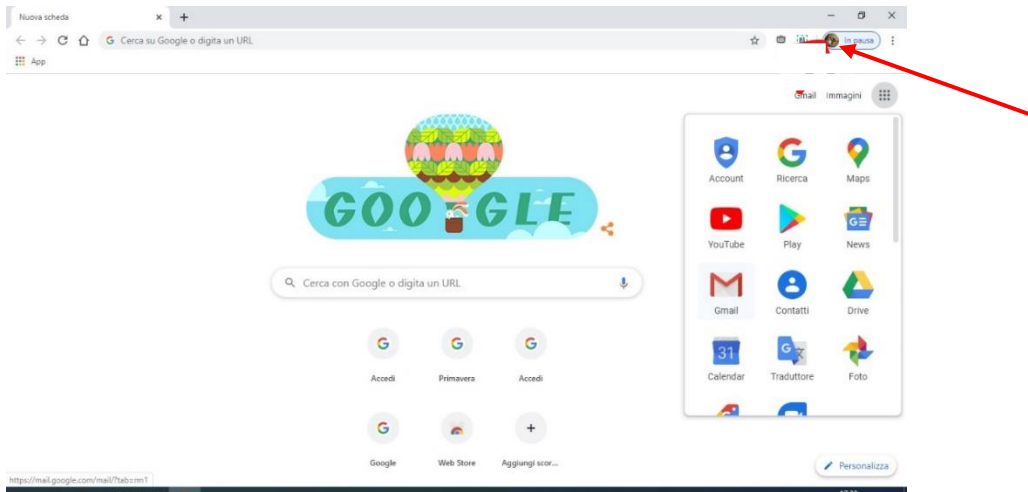 Nuova scheda
Cerca su Google o digita un URL
In pausa
App
Gmail Immagini
GOOGLE
Account Ricerca Maps
YouTube Play News
Cerca con Google o digita un URL
Gmail Contatti Drive
31
Calendar Traduttore Foto
Accedi Primavera Accedi
Google Web Store Aggiungi scor...
Personalizza
https://mail.google.com/mail/?tab=rm1